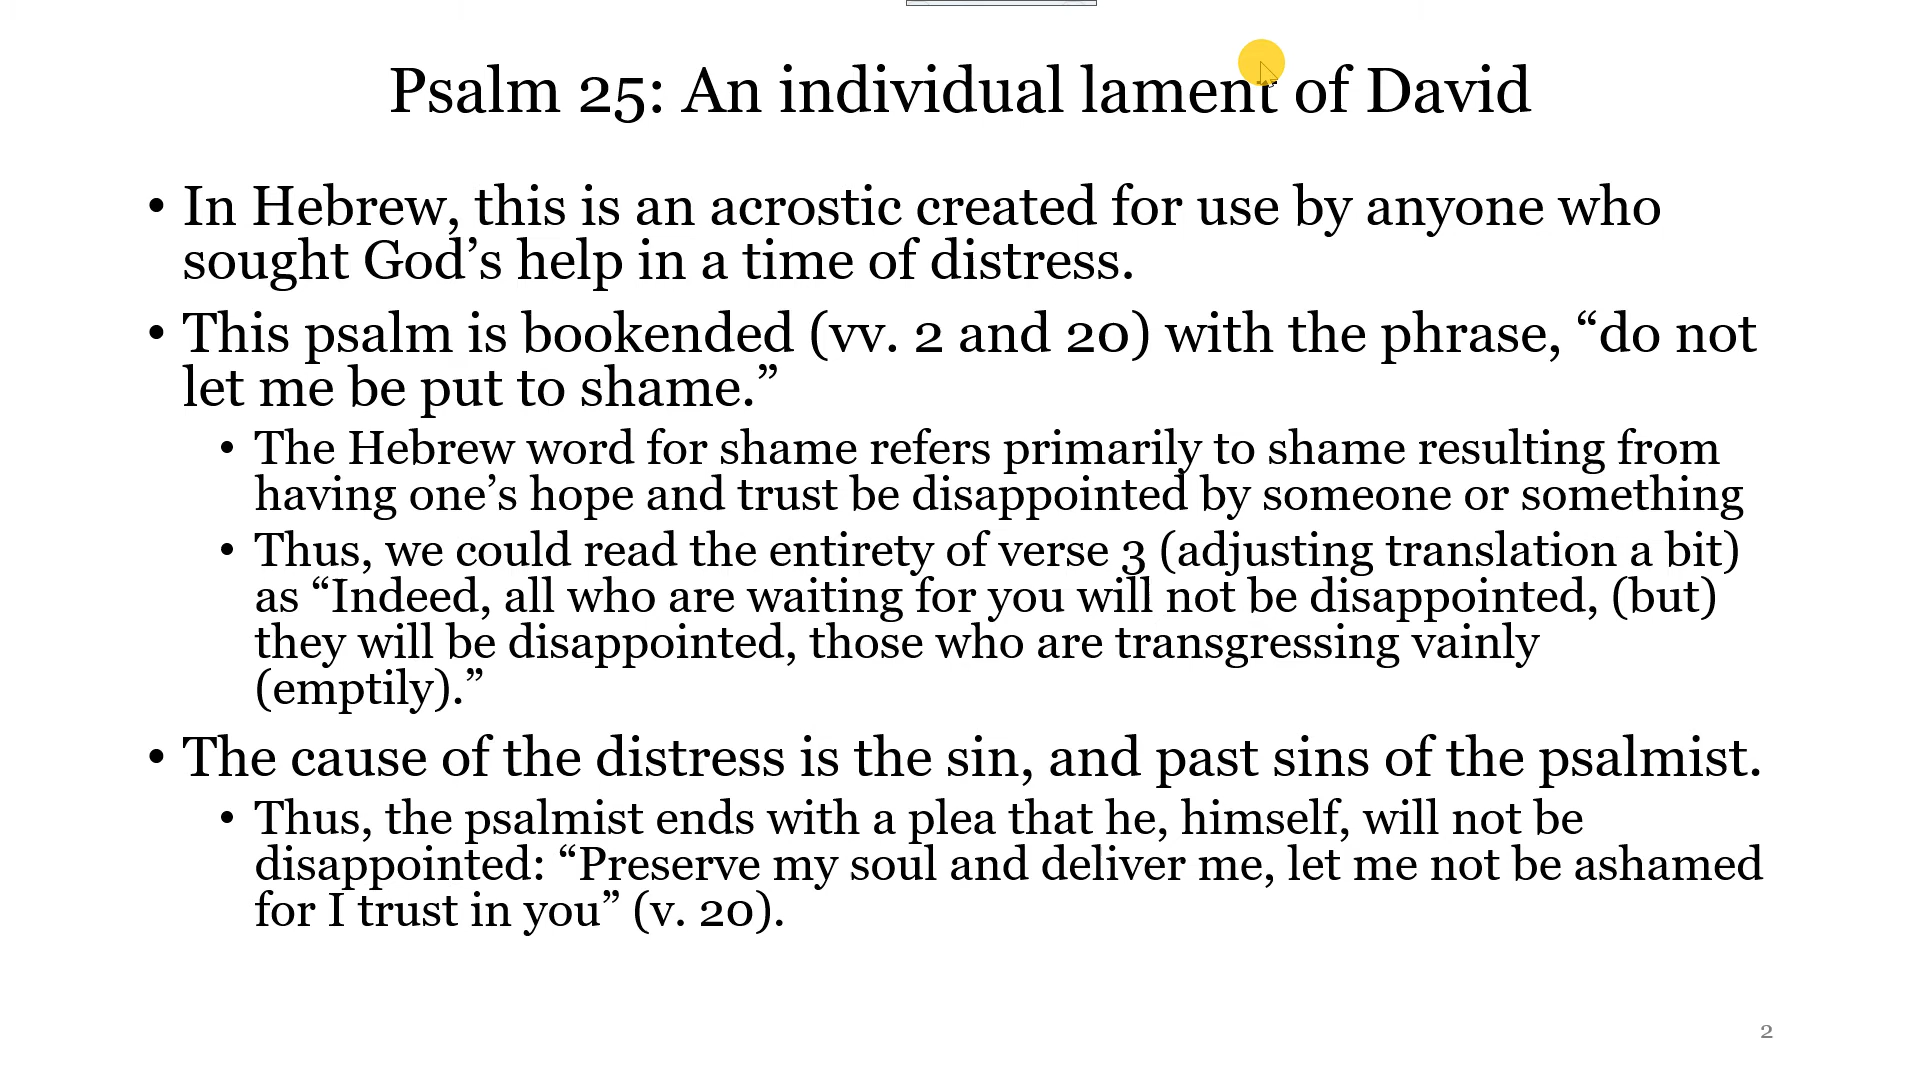 Psalm 25: An individual lament of David
• In Hebrew, this is an acrostic created for use by anyone who
sought God’s help in a time of distress.
• This psalm is bookended (vv. 2 and 20) with the phrase, “do not
let me be put to shame.”
• The Hebrew word for shame refers primarily to shame resulting from
having one’s hope and trust be disappointed by someone or something
• Thus, we could read the entirety of verse 3 (adjusting translation a bit)
as “Indeed, all who are waiting for you will not be disappointed, (but)
they will be disappointed, those who are transgressing vainly
(emptily).”
• The cause of the distress is the sin, and past sins of the psalmist.
• Thus, the psalmist ends with a plea that he, himself, will not be
disappointed: “Preserve my soul and deliver me, let me not be ashamed
for I trust in you” (v. 20).
2